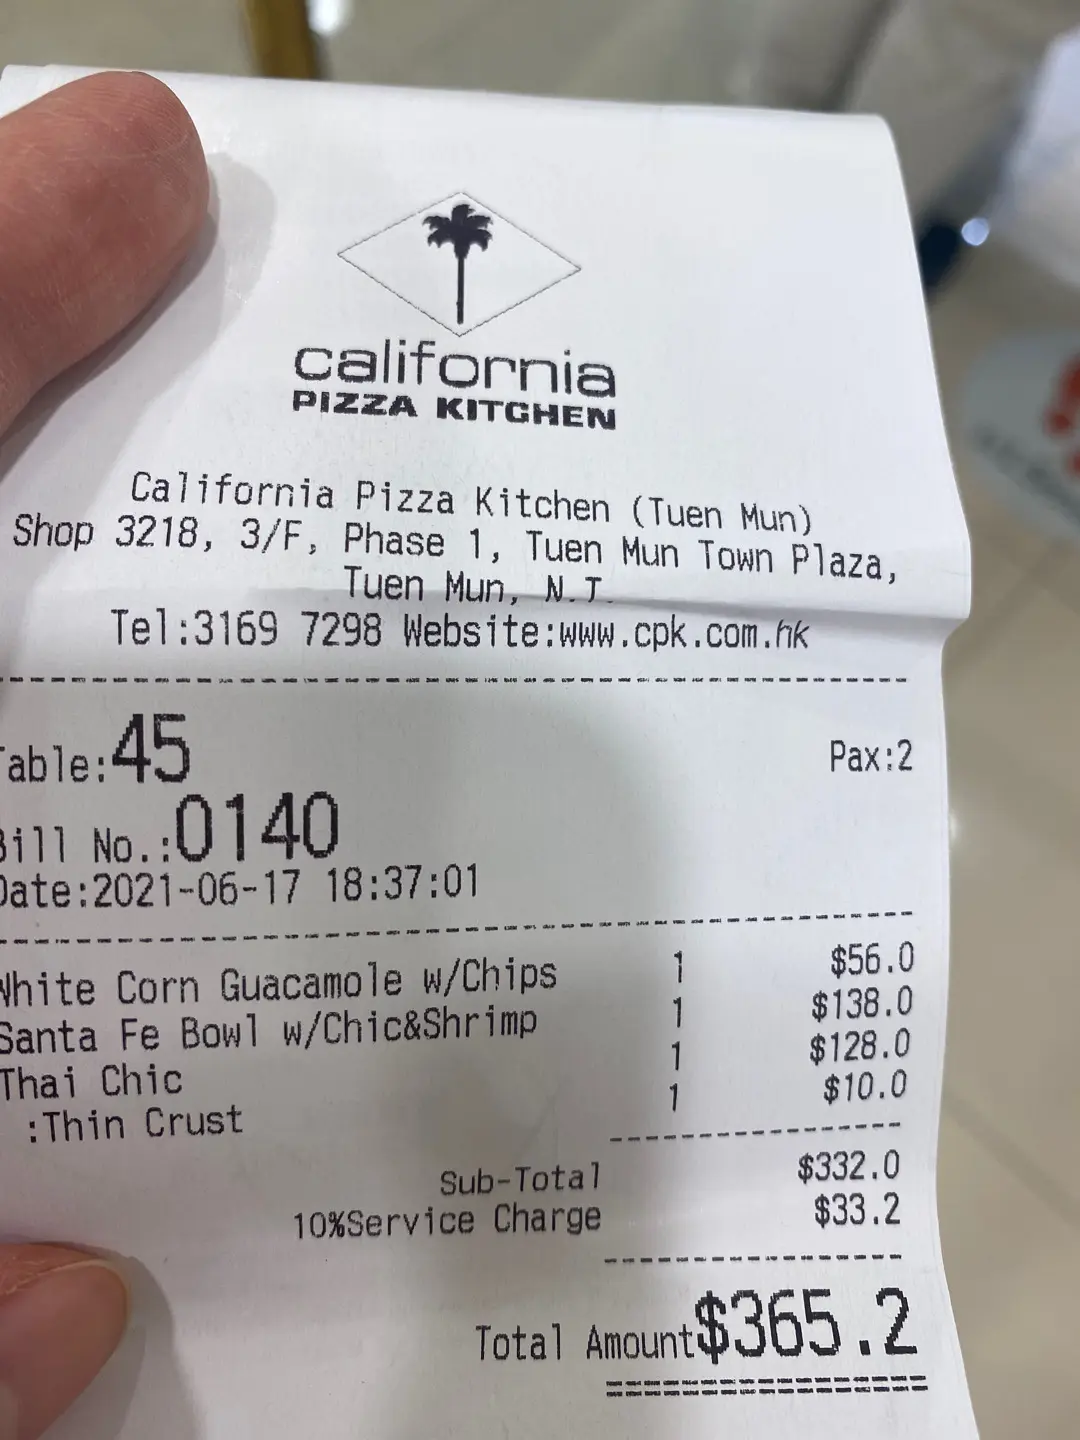 california
PIZZA KITCHEN
California Pizza Kitchen (Tuen Mun)
Shop 3218, 3/F, Phase 1, Tuen Mun Town Plaza,
Tuen Mun, N.T.
Tel:3169 7298 Website:www.cpk.com.hk
Table:45 Pax:2
Bill No.:0140
Date:2021-06-17 18:37:01
White Corn Guacamole w/Chips 1 $56.0
Santa Fe Bowl w/Chic&Shrimp 1 $138.0
Thai Chic 1 $128.0
:Thin Crust 1 $10.0
Sub-Total $332.0
10%Service Charge $33.2
Total Amount$365.2